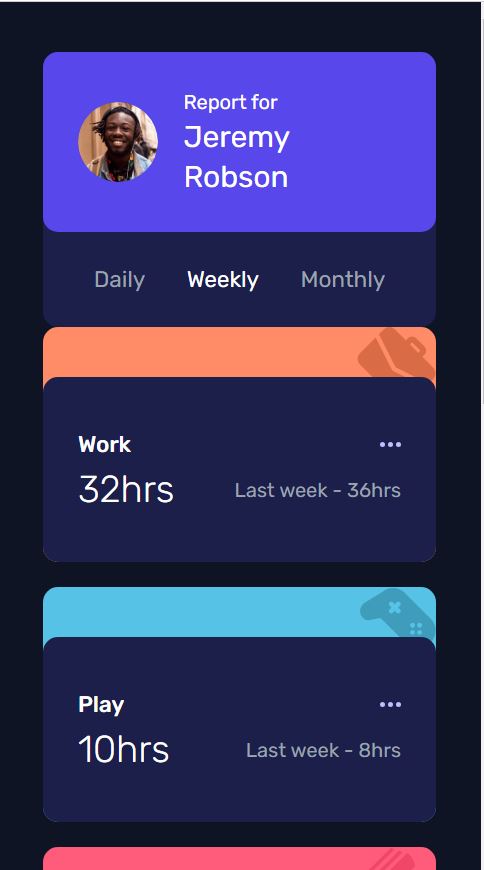 Report for
Jeremy
Robson
Daily Weekly Monthly
Work
32hrs Last week - 36hrs
Play
10hrs Last week - 8hrs